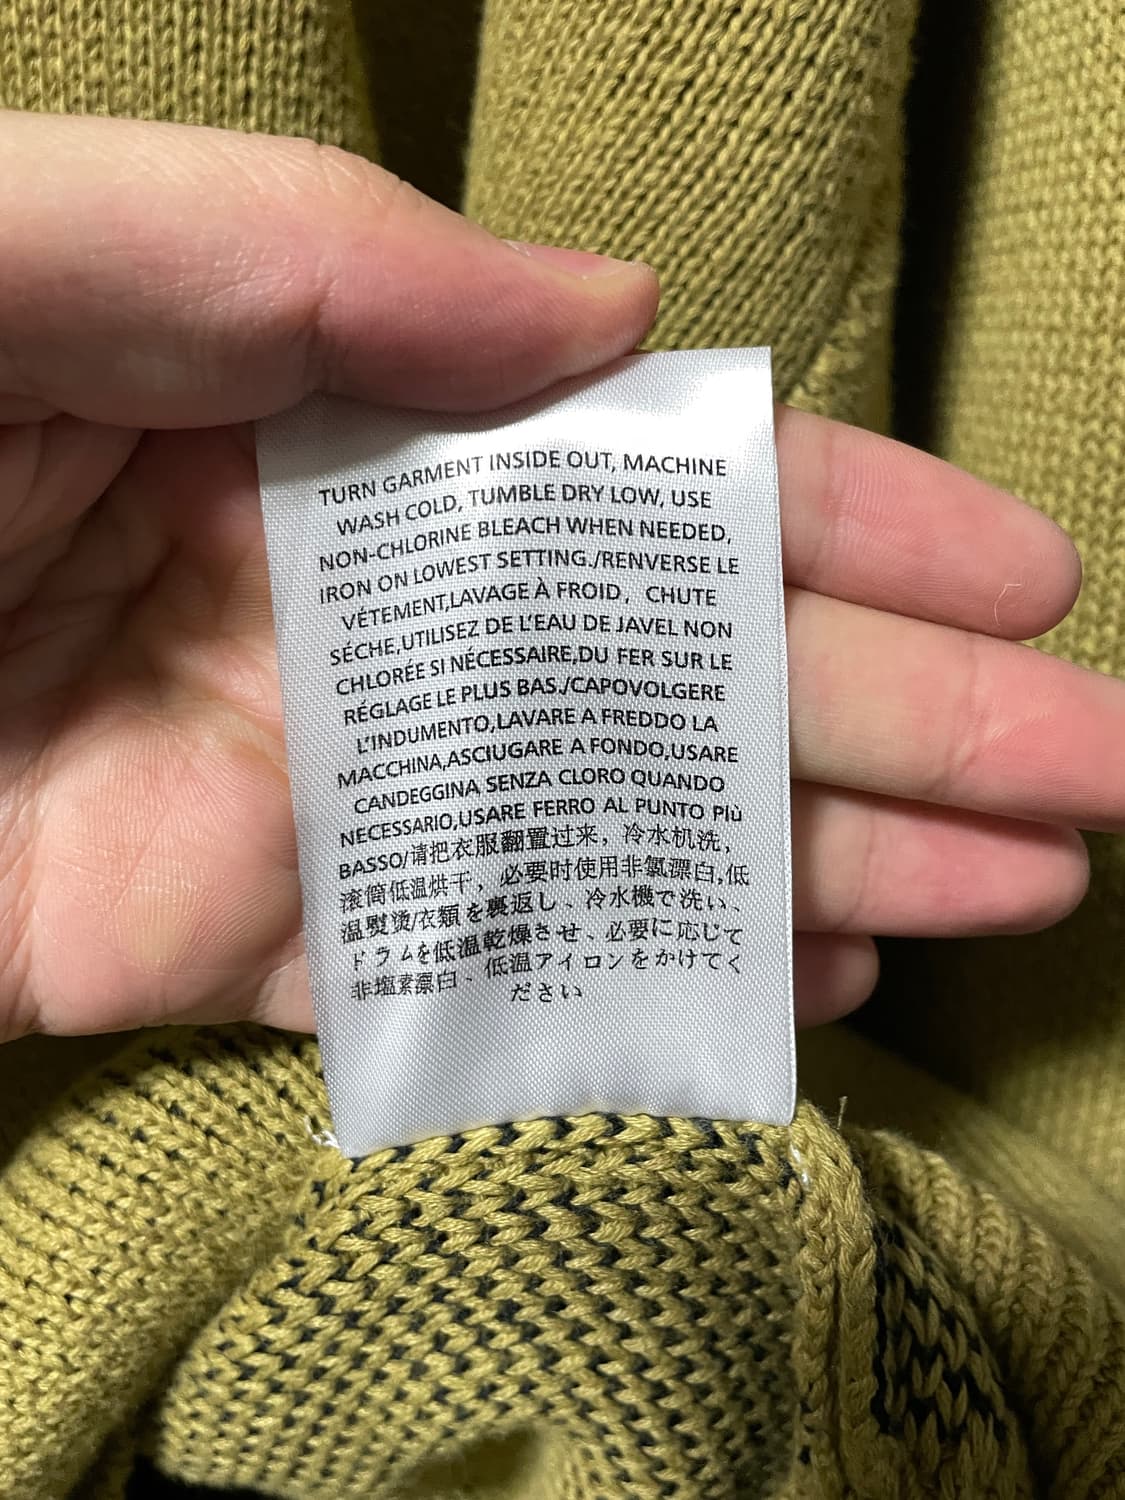 TURN GARMENT INSIDE OUT, MACHINE
WASH COLD, TUMBLE DRY LOW, USE
NON-CHLORINE BLEACH WHEN NEEDED,
IRON ON LOWEST SETTING./RENVERSE LE
VÉTEMENT,LAVAGE À FROID，CHUTE
SÉCHE,UTILISEZ DE L'EAU DE JAVEL NON
CHLORÉE SI NÉCESSAIRE,DU FER SUR LE
RÉGLAGE LE PLUS BAS./CAPOVOLGERE
L'INDUMENTO,LAVARE A FREDDO LA
MACCHINA,ASCIUGARE A FONDO,USARE
CANDEGGINA SENZA CLORO QUANDO
NECESSARIO,USARE FERRO AL PUNTO PIù
BASSO/请把衣服翻置过来，冷水机洗，
滚筒低温烘干，必要时使用非氯漂白,低
温熨烫/衣類を裏返し、冷水機で洗い、
ドラムを低温乾燥させ、必要に応じて
非塩素漂白、低温アイロンをかけてく
ださい